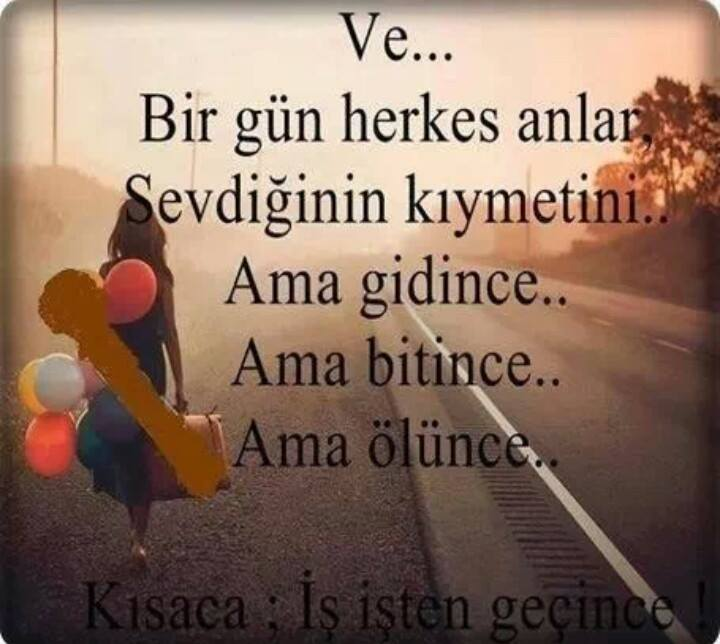 Ve...
Bir gün herkes anlar,
Sevdiğinin kıymetini..
Ama gidince..
Ama bitince..
Ama ölünce..
Kısaca ; İş işten geçince !